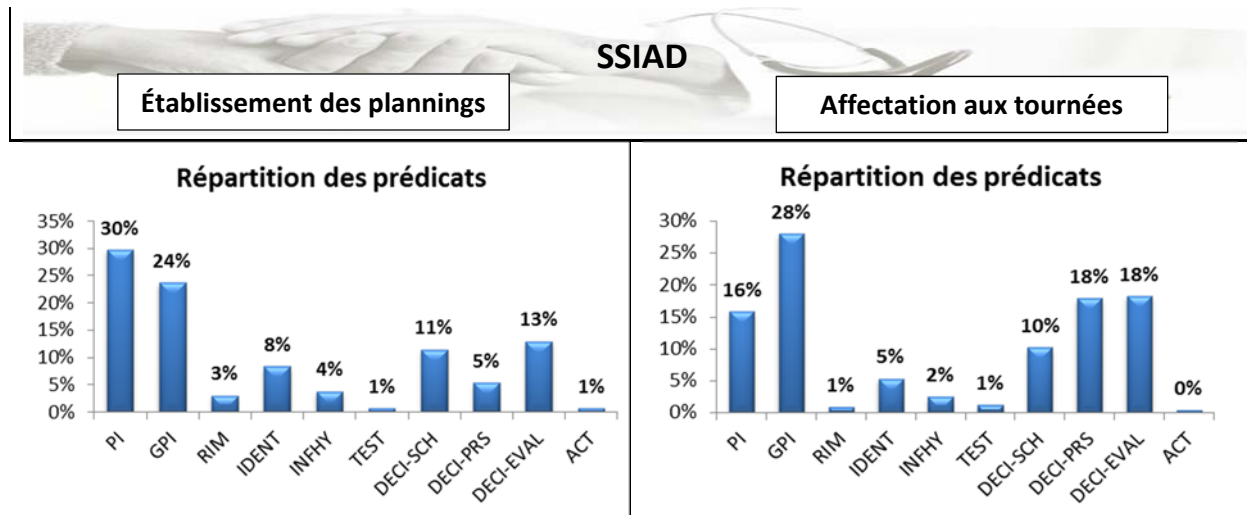 SSIAD
Établissement des plannings
Affectation aux tournées
Répartition des prédicats
35%
30%
25%
20%
15%
10%
5%
0%
30%
24%
3%
8%
4%
1%
11%
5%
13%
1%
PI
GPI
RIM
IDENT
INFHY
TEST
DECI-SCH
DECI-PRS
DECI-EVAL
ACT
Répartition des prédicats
30%
25%
20%
15%
10%
5%
0%
16%
28%
1%
5%
2%
1%
10%
18%
18%
0%
PI
GPI
RIM
IDENT
INFHY
TEST
DECI-SCH
DECI-PRS
DECI-EVAL
ACT